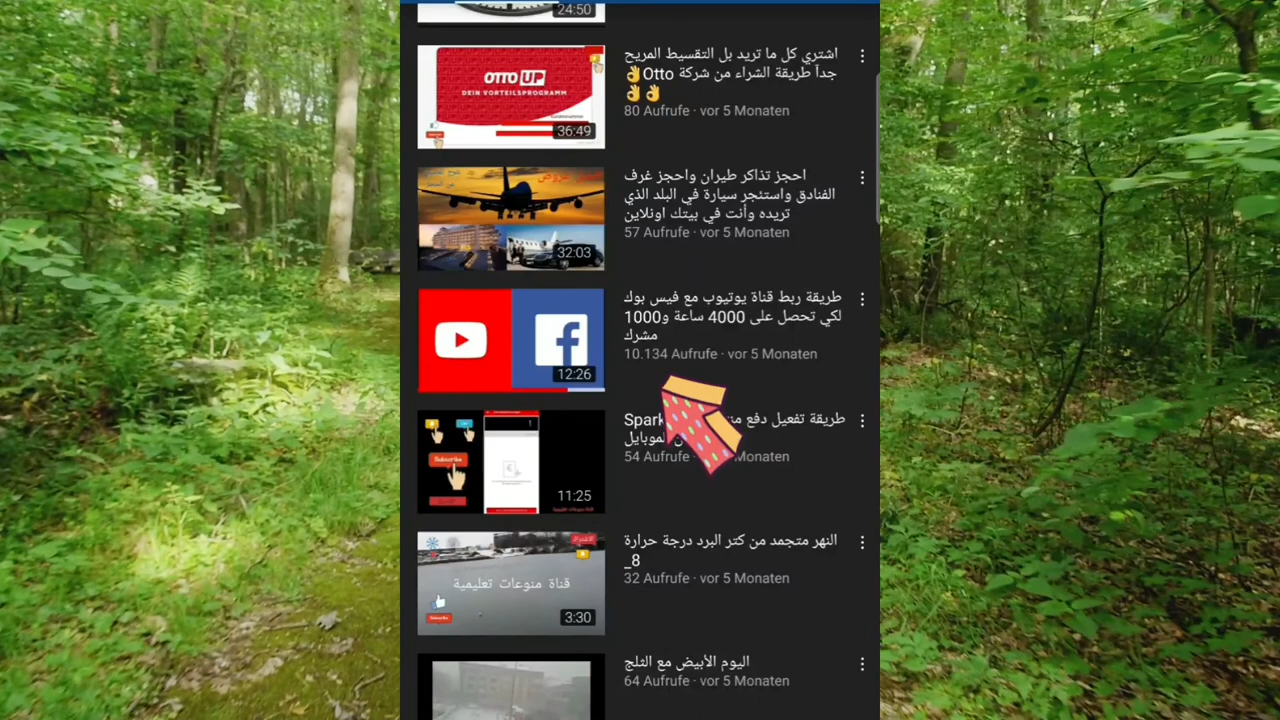 24:50
اشتري كل ما تريد بل التقسيط المريح
جداً طريقة الشراء من شركة Otto👌
👌👌
80 Aufrufe · vor 5 Monaten
OTTO UP
DEIN VORTEILSPROGRAMM
36:49
احجز تذاكر طيران واحجز غرف
الفنادق واستئجر سيارة في البلد الذي
تريده وأنت في بيتك اونلاين
57 Aufrufe · vor 5 Monaten
32:03
طريقة ربط قناة يوتيوب مع فيس بوك
لكي تحصل على 4000 ساعة و1000
مشرك
10.134 Aufrufe · vor 5 Monaten
12:26
طريقة تفعيل دفع
الموبايل
54 Aufrufe · Monaten
Subscribe
11:25
النهر متجمد من كتر البرد درجة حرارة
_8
32 Aufrufe · vor 5 Monaten
قناة منوعات تعليمية
Subscribe
3:30
اليوم الأبيض مع الثلج
64 Aufrufe · vor 5 Monaten